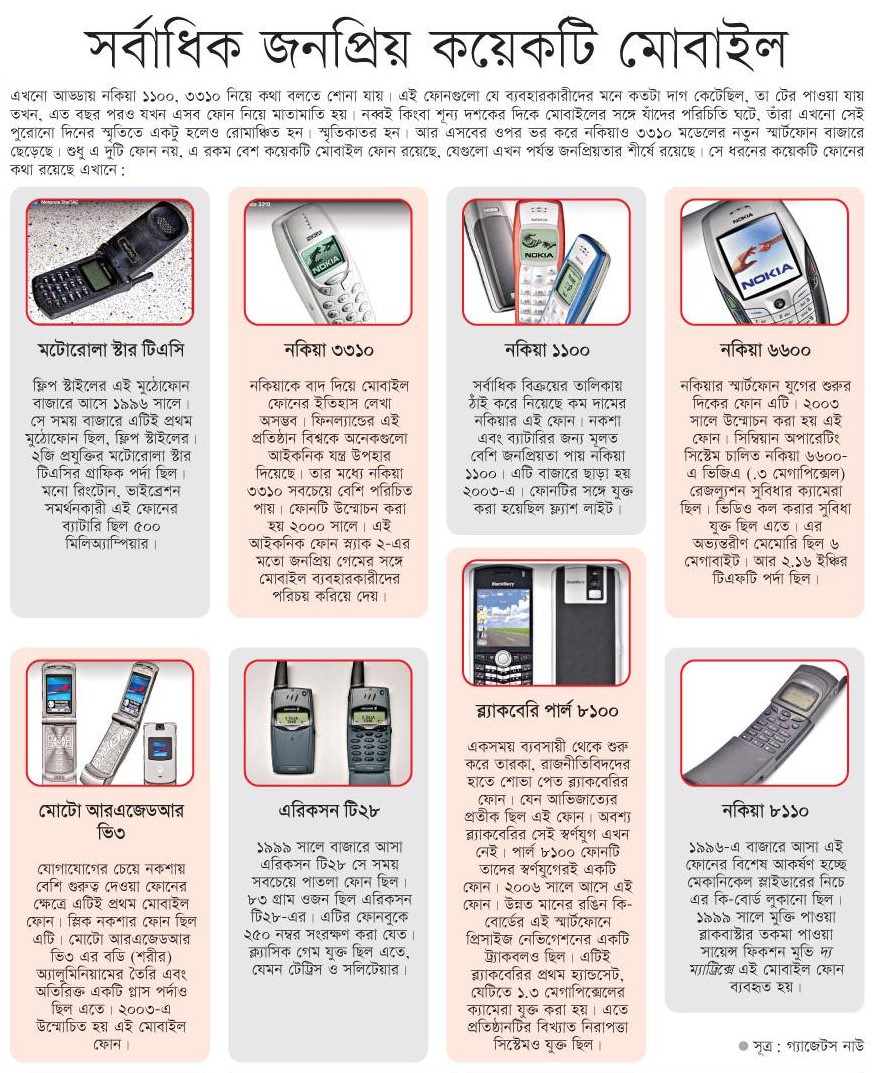 সর্বাধিক জনপ্রিয় কয়েকটি মোবাইল
এখনো আড্ডায় নকিয়া ১১০০, ৩৩১০ নিয়ে কথা বলতে শোনা যায়। এই ফোনগুলো যে ব্যবহারকারীদের মনে কতটা দাগ কেটেছিল, তা টের পাওয়া যায়
তখন, এত বছর পরও যখন এসব ফোন নিয়ে মাতামাতি হয়। নব্বই কিংবা শূন্য দশকের দিকে মোবাইলের সঙ্গে যাঁদের পরিচিতি ঘটে, তাঁরা এখনো সেই
পুরোনো দিনের স্মৃতিতে একটু হলেও রোমাঞ্চিত হন। স্মৃতিকাতর হন। আর এসবের ওপর ভর করে নকিয়াও ৩৩১০ মডেলের নতুন স্মার্টফোন বাজারে
ছেড়েছে। শুধু এ দুটি ফোন নয়, এ রকম বেশ কয়েকটি মোবাইল ফোন রয়েছে, যেগুলো এখন পর্যন্ত জনপ্রিয়তার শীর্ষে রয়েছে। সে ধরনের কয়েকটি ফোনের
কথা রয়েছে এখানে :
Motorola StarTAC
মটোরোলা স্টার টিএসি
ফ্লিপ স্টাইলের এই মুঠোফোন
বাজারে আসে ১৯৯৬ সালে।
সে সময় বাজারে এটিই প্রথম
মুঠোফোন ছিল, ফ্লিপ স্টাইলের।
২জি প্রযুক্তির মটোরোলা স্টার
টিএসির গ্রাফিক পর্দা ছিল।
মনো রিংটোন, ভাইব্রেশন
সমর্থনকারী এই ফোনের
ব্যাটারি ছিল ৫০০
মিলিঅ্যাম্পিয়ার।
3310
NOKIA
নকিয়া ৩৩১০
নকিয়াকে বাদ দিয়ে মোবাইল
ফোনের ইতিহাস লেখা
অসম্ভব। ফিনল্যান্ডের এই
প্রতিষ্ঠান বিশ্বকে অনেকগুলো
আইকনিক যন্ত্র উপহার
দিয়েছে। তার মধ্যে নকিয়া
৩৩১০ সবচেয়ে বেশি পরিচিত
পায়। ফোনটি উন্মোচন করা
হয় ২০০০ সালে। এই
আইকনিক ফোন স্ন্যাক ২-এর
মতো জনপ্রিয় গেমের সঙ্গে
মোবাইল ব্যবহারকারীদের
পরিচয় করিয়ে দেয়।
NOKIA
NOKIA
নকিয়া ১১০০
সর্বাধিক বিক্রয়ের তালিকায়
ঠাঁই করে নিয়েছে কম দামের
নকিয়ার এই ফোন। নকশা
এবং ব্যাটারির জন্য মূলত
বেশি জনপ্রিয়তা পায় নকিয়া
১১০০। এটি বাজারে ছাড়া হয়
২০০৩-এ। ফোনটির সঙ্গে যুক্ত
করা হয়েছিল ফ্ল্যাশ লাইট।
NOKIA
NOKIA
নকিয়া ৬৬০০
নকিয়ার স্মার্টফোন যুগের শুরুর
দিকের ফোন এটি। ২০০৩
সালে উন্মোচন করা হয় এই
ফোন। সিম্বিয়ান অপারেটিং
সিস্টেম চালিত নকিয়া ৬৬০০-
এ ভিজিএ (.৩ মেগাপিক্সেল)
রেজল্যুশন সুবিধার ক্যামেরা
ছিল। ভিডিও কল করার সুবিধা
যুক্ত ছিল এতে। এর
অভ্যন্তরীণ মেমোরি ছিল ৬
মেগাবাইট। আর ২.১৬ ইঞ্চির
টিএফটি পর্দা ছিল।
মোটো আরএজেডআর
ভি৩
যোগাযোগের চেয়ে নকশায়
বেশি গুরুত্ব দেওয়া ফোনের
ক্ষেত্রে এটিই প্রথম মোবাইল
ফোন। স্লিক নকশার ফোন ছিল
এটি। মোটো আরএজেডআর
ভি৩ এর বডি (শরীর)
অ্যালুমিনিয়ামের তৈরি এবং
অতিরিক্ত একটি গ্লাস পর্দাও
ছিল এতে। ২০০৩-এ
উন্মোচিত হয় এই মোবাইল
ফোন।
এরিকসন টি২৮
১৯৯৯ সালে বাজারে আসা
এরিকসন টি২৮ সে সময়
সবচেয়ে পাতলা ফোন ছিল।
৮৩ গ্রাম ওজন ছিল এরিকসন
টি২৮-এর। এটির ফোনবুকে
২৫০ নম্বর সংরক্ষণ করা যেত।
ক্ল্যাসিক গেম যুক্ত ছিল এতে,
যেমন টেট্রিস ও সলিটেয়ার।
BlackBerry
BlackBerry
ব্ল্যাকবেরি পার্ল ৮১০০
একসময় ব্যবসায়ী থেকে শুরু
করে তারকা, রাজনীতিবিদদের
হাতে শোভা পেত ব্ল্যাকবেরির
ফোন। যেন আভিজাত্যের
প্রতীক ছিল এই ফোন। অবশ্য
ব্ল্যাকবেরির সেই স্বর্ণযুগ এখন
নেই। পার্ল ৮১০০ ফোনটি
তাদের স্বর্ণযুগেরই একটি
ফোন। ২০০৬ সালে আসে এই
ফোন। উন্নত মানের রঙিন কি-
বোর্ডের এই স্মার্টফোনে
প্রিসাইজ নেভিগেশনের একটি
ট্র্যাকবলও ছিল। এটিই
ব্ল্যাকবেরির প্রথম হ্যান্ডসেট,
যেটিতে ১.৩ মেগাপিক্সেলের
ক্যামেরা যুক্ত করা হয়। এতে
প্রতিষ্ঠানটির বিখ্যাত নিরাপত্তা
সিস্টেমও যুক্ত ছিল।
নকিয়া ৮১১০
১৯৯৬-এ বাজারে আসা এই
ফোনের বিশেষ আকর্ষণ হচ্ছে
মেকানিকেল স্লাইডারের নিচে
এর কি-বোর্ড লুকানো ছিল।
১৯৯৯ সালে মুক্তি পাওয়া
ব্লাকবাস্টার তকমা পাওয়া
সায়েন্স ফিকশন মুভি দ্য
ম্যাট্রিক্সে এই মোবাইল ফোন
ব্যবহৃত হয়।
● সূত্র : গ্যাজেটস নাউ